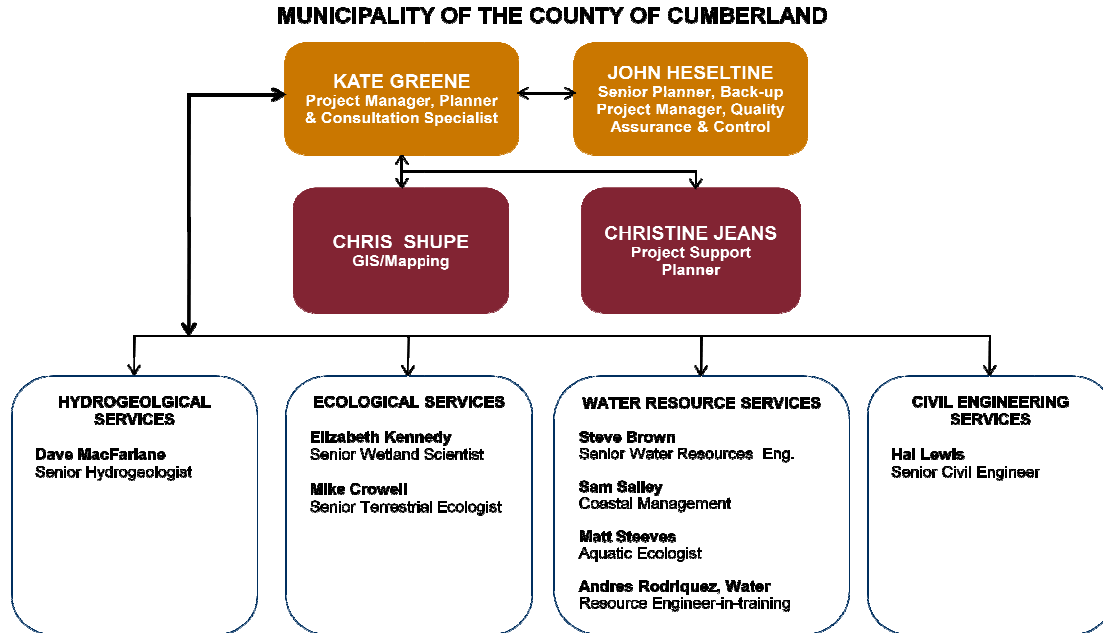 MUNICIPALITY OF THE COUNTY OF CUMBERLAND
KATE GREENE
Project Manager, Planner
& Consultation Specialist
JOHN HESELTINE
Senior Planner, Back-up
Project Manager, Quality
Assurance & Control
CHRIS SHUPE
GIS/Mapping
CHRISTINE JEANS
Project Support
Planner
HYDROGEOLGICAL
SERVICES
Dave MacFarlane
Senior Hydrogeologist
ECOLOGICAL SERVICES
Elizabeth Kennedy
Senior Wetland Scientist
Mike Crowell
Senior Terrestrial Ecologist
WATER RESOURCE SERVICES
Steve Brown
Senior Water Resources Eng.
Sam Salley
Coastal Management
Matt Steeves
Aquatic Ecologist
Andres Rodriquez, Water
Resource Engineer-in-training
CIVIL ENGINEERING
SERVICES
Hal Lewis
Senior Civil Engineer